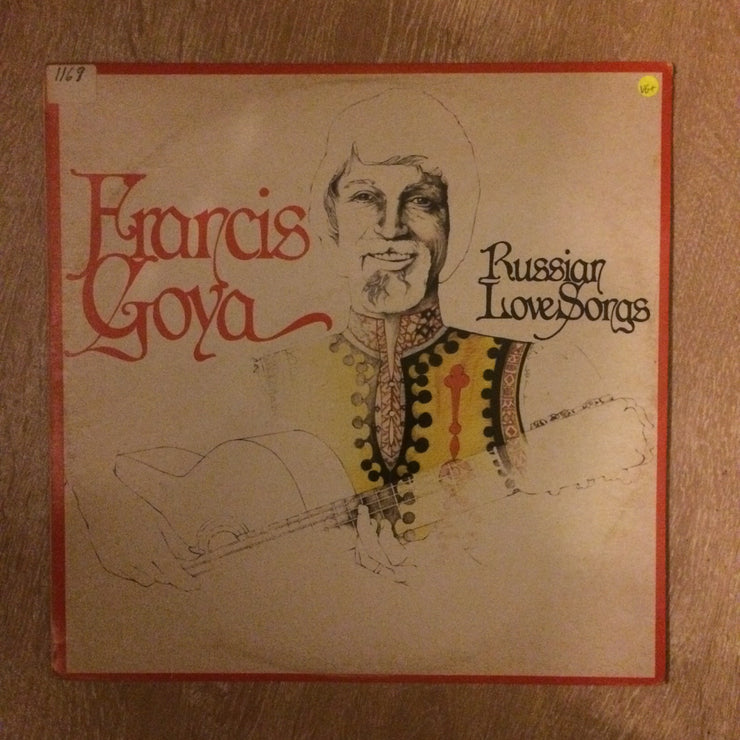 1169
VG+
Francis
Goya
Russian
Love Songs